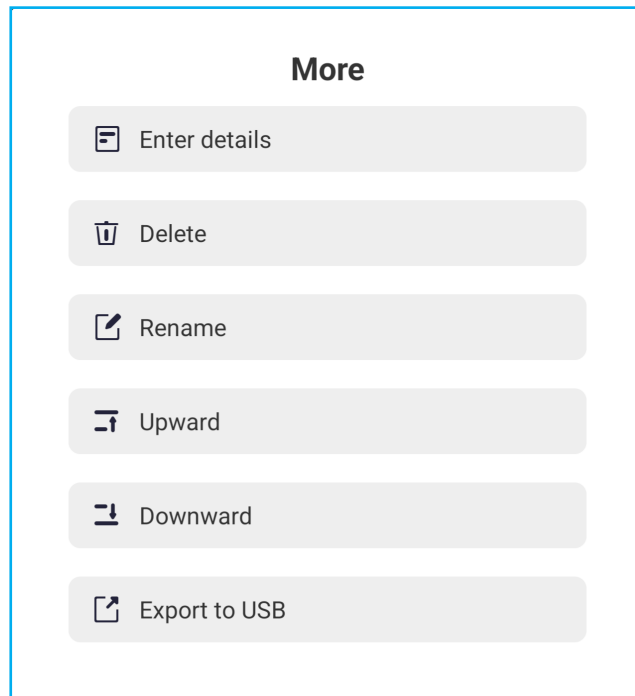 More
Enter details
Delete
Rename
Upward
Downward
Export to USB